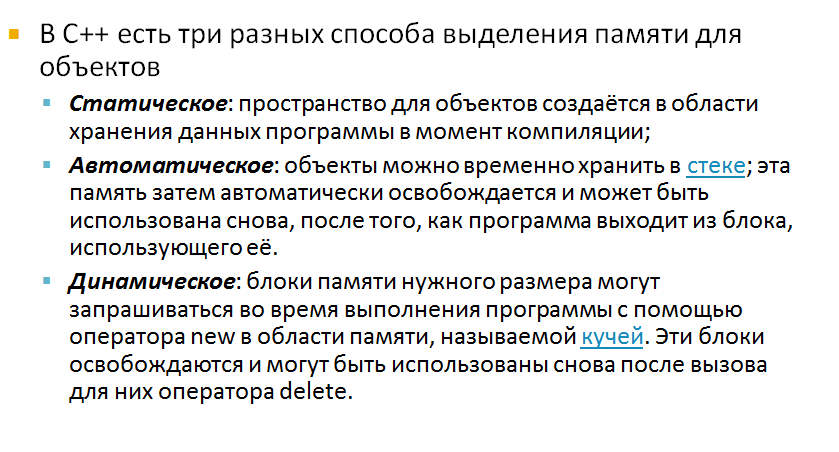 В C++ есть три разных способа выделения памяти для
объектов
Статическое: пространство для объектов создаётся в области
хранения данных программы в момент компиляции;
Автоматическое: объекты можно временно хранить в стеке; эта
память затем автоматически освобождается и может быть
использована снова, после того, как программа выходит из блока,
использующего её.
Динамическое: блоки памяти нужного размера могут
запрашиваться во время выполнения программы с помощью
оператора new в области памяти, называемой кучей. Эти блоки
освобождаются и могут быть использованы снова после вызова
для них оператора delete.